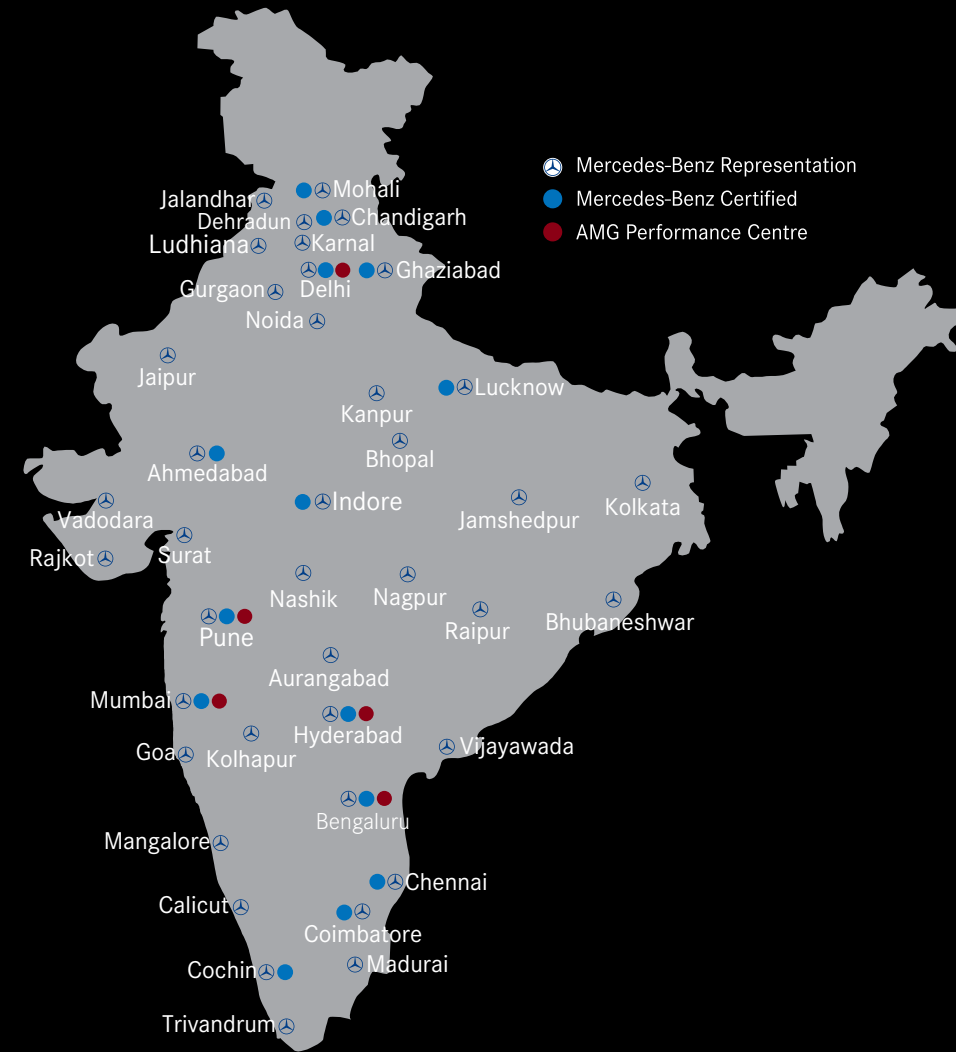 Mercedes-Benz Representation
Mercedes-Benz Certified
AMG Performance Centre
Mohali
Jalandhar
Chandigarh
Dehradun
Karnal
Ludhiana
Ghaziabad
Delhi
Gurgaon
Noida
Jaipur
Lucknow
Kanpur
Bhopal
Ahmedabad
Indore
Kolkata
Vadodara
Jamshedpur
Surat
Rajkot
Nashik
Nagpur
Bhubaneshwar
Raipur
Pune
Aurangabad
Mumbai
Hyderabad
Vijayawada
Goa
Kolhapur
Bengaluru
Mangalore
Chennai
Calicut
Coimbatore
Madurai
Cochin
Trivandrum